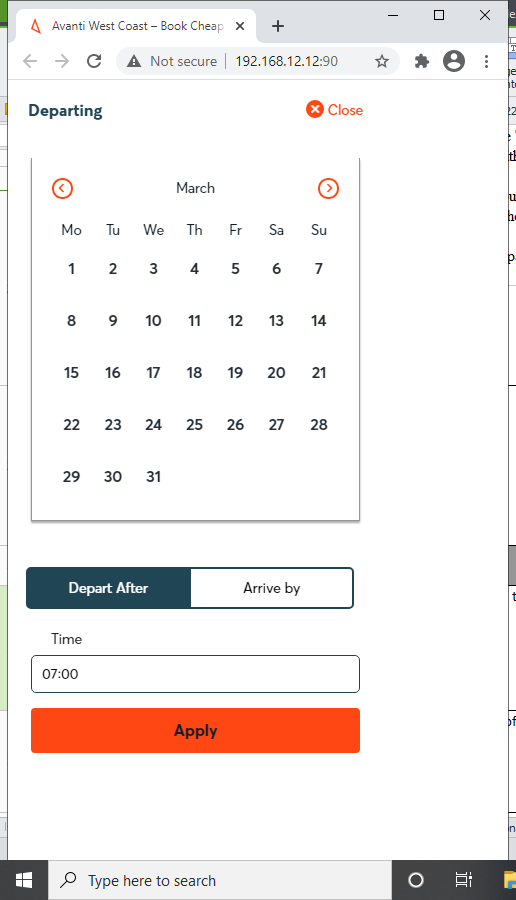 Avanti West Coast – Book Cheap
Not secure | 192.168.12.12:90
Departing
Close
March
Mo Tu We Th Fr Sa Su
1 2 3 4 5 6 7
8 9 10 11 12 13 14
15 16 17 18 19 20 21
22 23 24 25 26 27 28
29 30 31
Depart After
Arrive by
Time
07:00
Apply
Type here to search